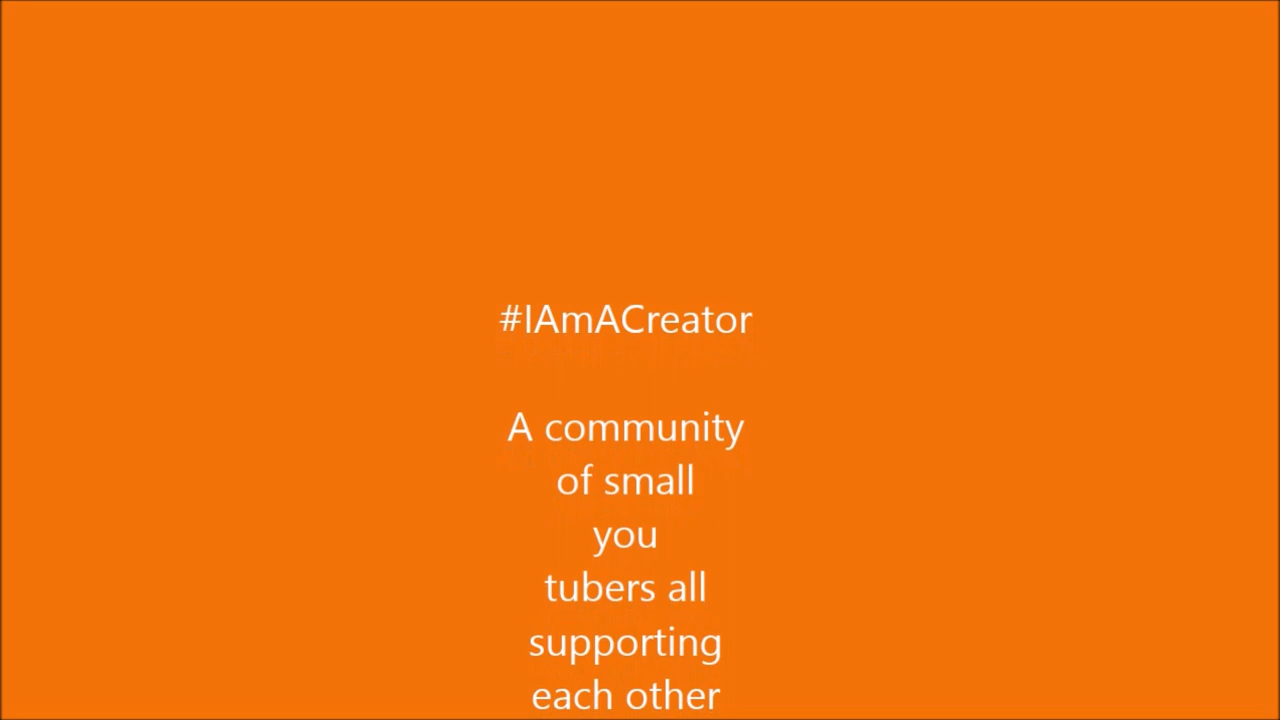 #IAmACreator
A community
of small
you
tubers all
supporting
each other